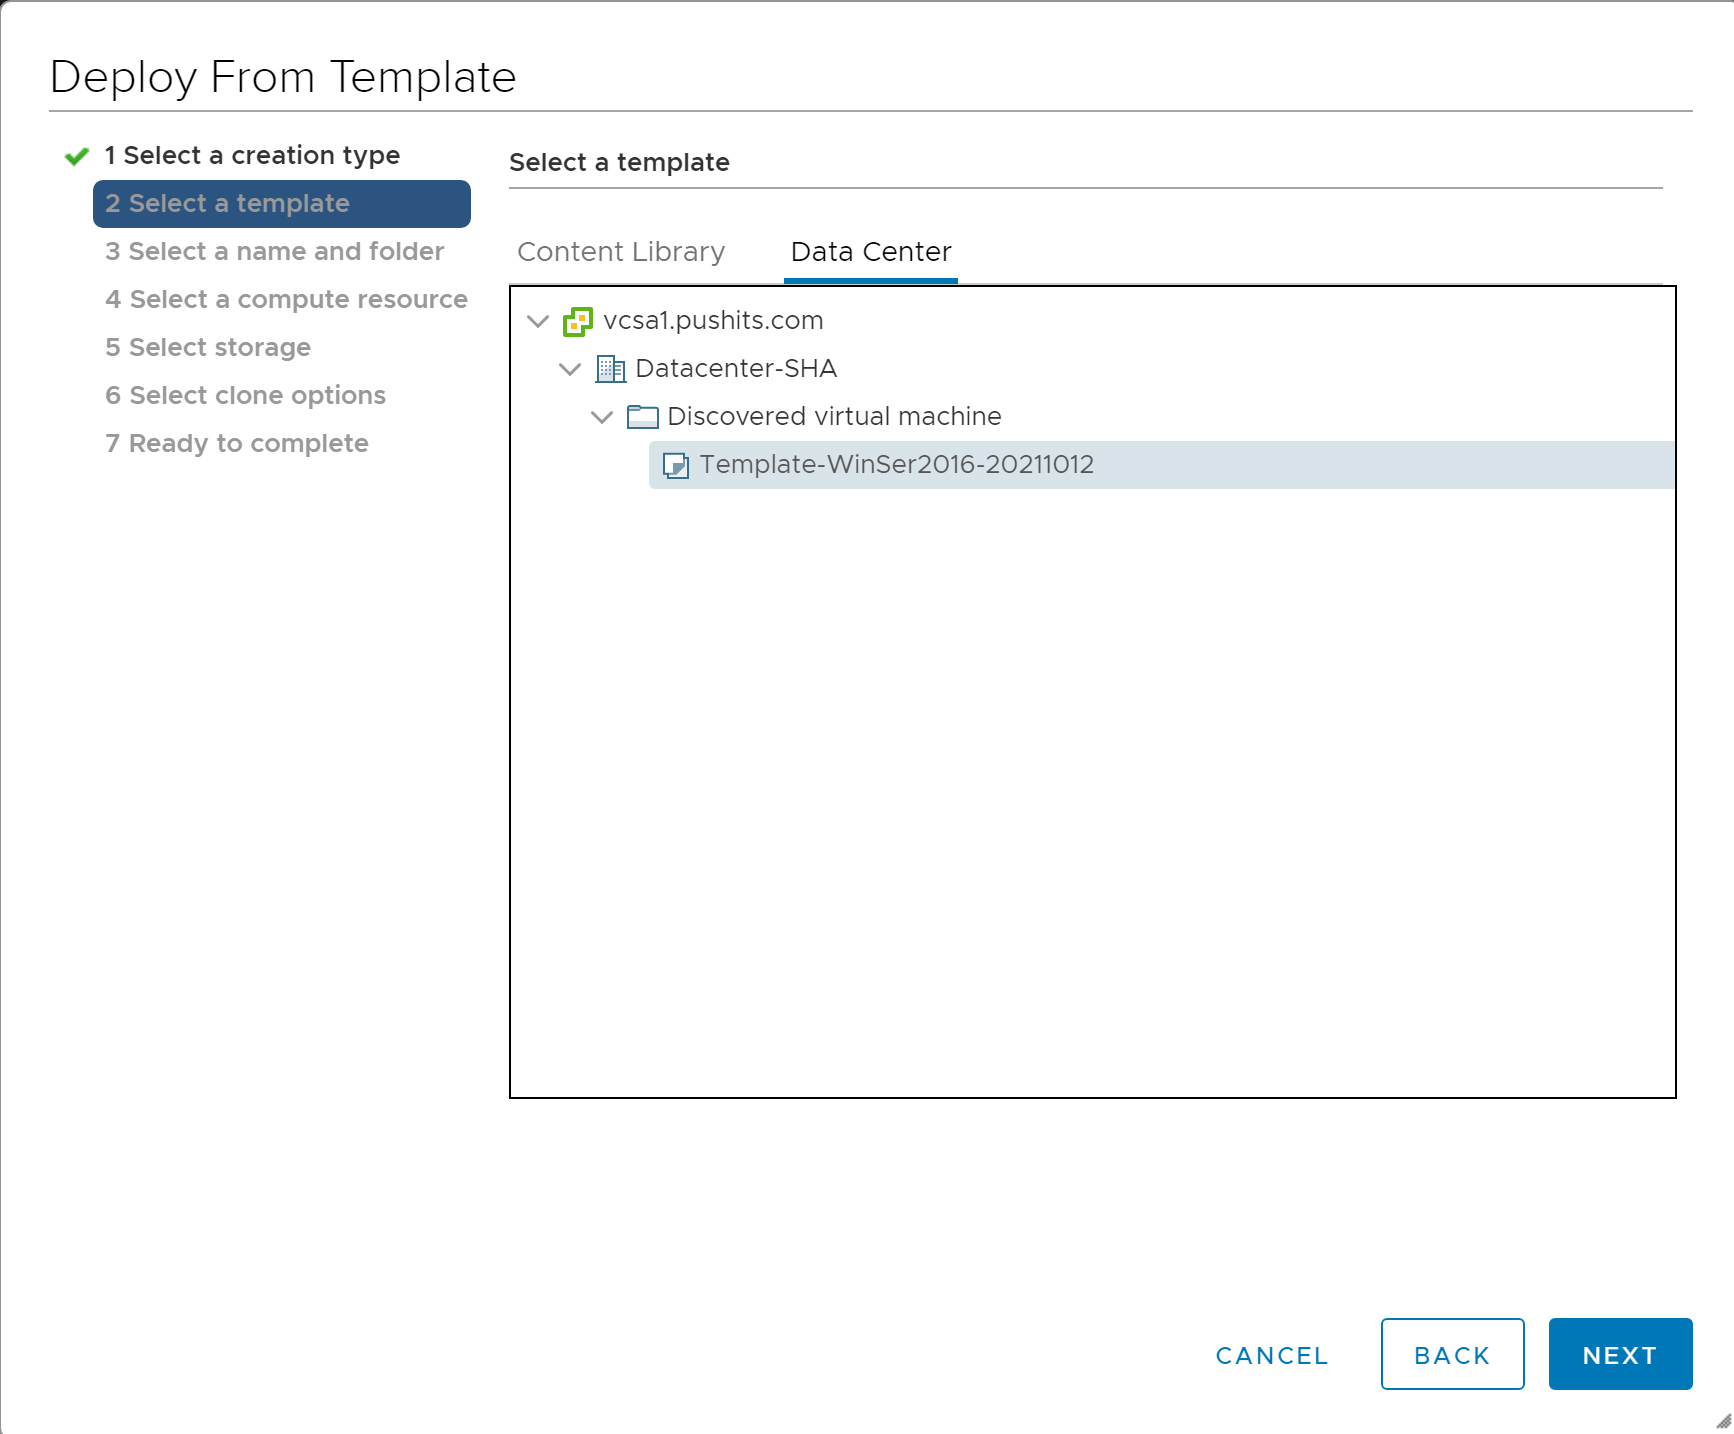 Deploy From Template
1 Select a creation type
2 Select a template
3 Select a name and folder
4 Select a compute resource
5 Select storage
6 Select clone options
7 Ready to complete
Select a template
Content Library
Data Center
vcsa1.pushits.com
Datacenter-SHA
Discovered virtual machine
Template-WinSer2016-20211012
CANCEL
BACK
NEXT